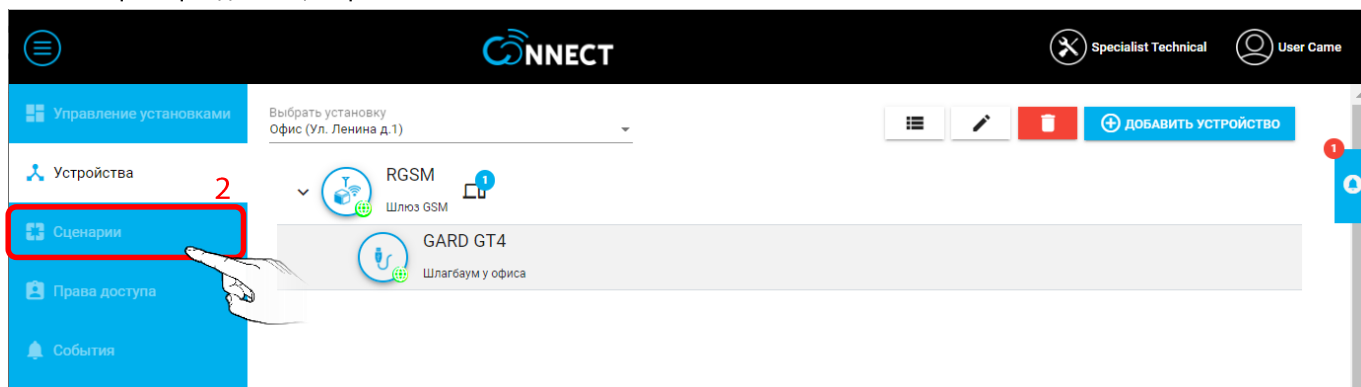 CONNECT
Specialist Technical
User Came
Управление установками
Выбрать установку
Офис (Ул. Ленина д.1)
ДОБАВИТЬ УСТРОЙСТВО
1
Устройства
2
RGSM
1
Шлюз GSM
Сценарии
GARD GT4
Шлагбаум у офиса
Права доступа
События